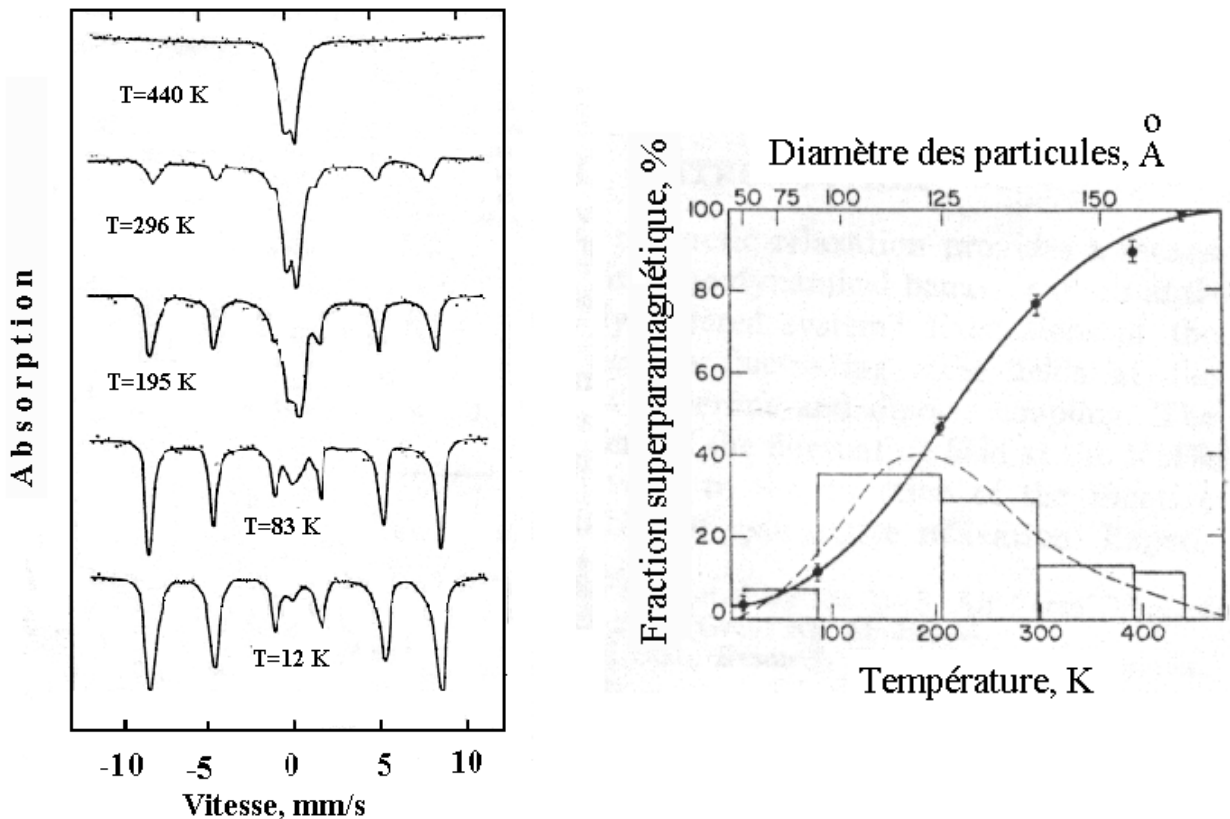 Absorption
T=440 K
T=296 K
T=195 K
T=83 K
T=12 K
-10 -5 0 5 10
Vitesse, mm/s
Fraction superparamagnétique, %
Diamètre des particules, Å
50 75 100 125 150
100
80
60
40
20
0
100 200 300 400
Température, K